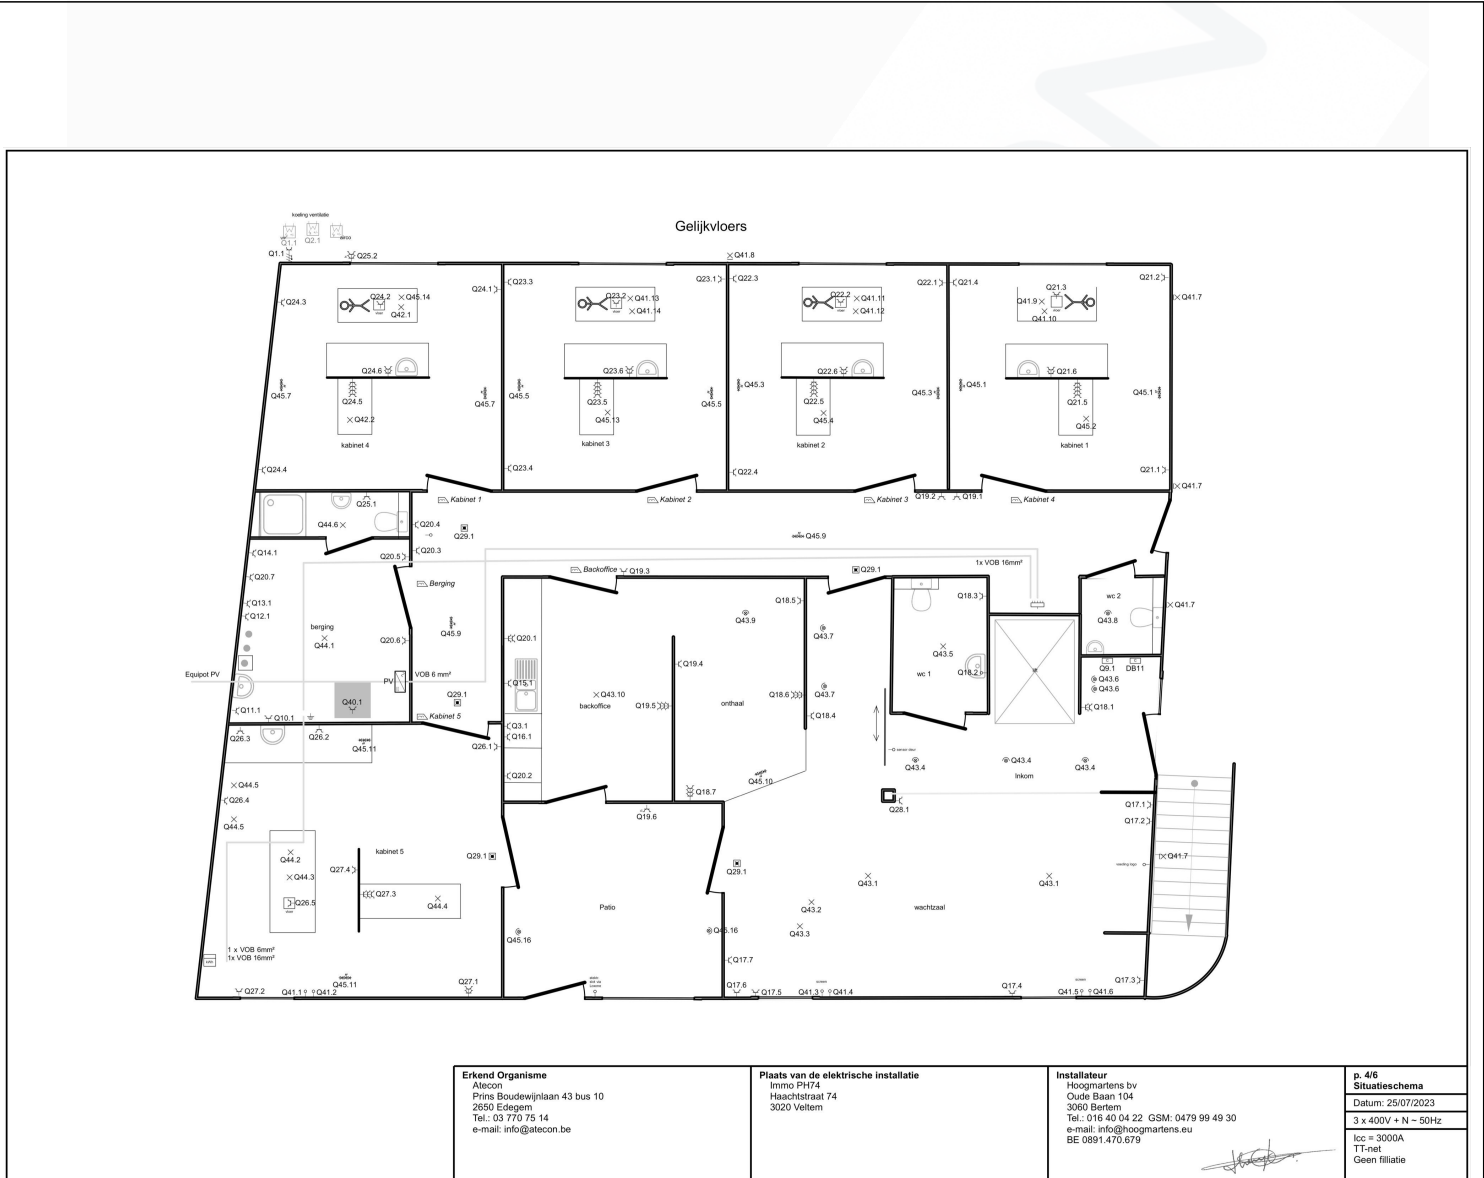 Gelijkvloers
koeling ventilatie
airco
Q1.1
Q2.1
Q1.1
Q25.2
Q41.8
Q24.3
Q24.2
Q45.14
Q42.1
vloer
Q24.1
Q23.3
Q23.2
Q41.13
Q41.14
vloer
Q23.1
Q22.3
Q22.2
Q41.11
Q41.12
vloer
Q22.1
Q21.4
Q21.3
Q41.9
Q41.10
vloer
Q21.2
Q41.7
Q24.6
Q23.6
Q22.6
Q21.6
Q45.7
Q24.5
Q42.2
Q45.7
Q45.5
Q23.5
Q45.13
Q45.5
Q45.3
Q22.5
Q45.4
Q45.3
Q45.1
Q21.5
Q45.2
Q45.1
kabinet 4
kabinet 3
kabinet 2
kabinet 1
Q24.4
Q23.4
Q22.4
Q21.1
Q41.7
Q25.1
Kabinet 1
Kabinet 2
Kabinet 3
Q19.2
Q19.1
Kabinet 4
Q44.6
Q20.4
Q29.1
Q45.9
Q14.1
Q20.5
Q20.3
1x VOB 16mm²
Q20.7
Backoffice
Q19.3
Q29.1
Berging
Q13.1
Q12.1
berging
Q44.1
Q20.6
Q45.9
Q20.1
Q43.9
Q18.5
Q43.7
Q18.3
wc 2
Q43.8
Q41.7
Equipot PV
PV
VOB 6 mm²
Q15.1
Q19.4
Q43.5
wc 1
Q18.2
Q9.1
DB11
Q43.6
Q43.6
Q11.1
Q10.1
Q40.1
Q29.1
Kabinet 5
Q43.10
backoffice
Q19.5
onthaal
Q18.6
Q43.7
Q18.4
Q18.1
Q26.3
Q26.2
Q45.11
Q3.1
Q16.1
Q26.1
sensor deur
Q43.4
Q43.4
Q43.4
Inkom
Q44.5
Q26.4
Q44.5
Q20.2
Q45.10
Q18.7
Q28.1
Q17.1
Q17.2
Q19.6
kabinet 5
Q44.2
Q44.3
Q26.5
vloer
Q27.4
Q27.3
Q44.4
Q29.1
Q29.1
Q43.1
Q43.1
voeding logo
Q41.7
Patio
Q43.2
Q43.3
wachtzaal
Q45.16
Q45.16
1 x VOB 6mm²
1x VOB 16mm²
Q45.11
Q27.2
Q41.1
Q41.2
Q27.1
Q17.7
Q17.6
Q17.5
screen
Q41.3
Q41.4
Q17.4
screen
Q41.5
Q41.6
Q17.3
Erkend Organisme
Atecon
Prins Boudewijnlaan 43 bus 10
2650 Edegem
Tel.: 03 770 75 14
e-mail: info@atecon.be
Plaats van de elektrische installatie
Immo PH74
Haachtstraat 74
3020 Veltem
Installateur
Hoogmartens bv
Oude Baan 104
3060 Bertem
Tel.: 016 40 04 22  GSM: 0479 99 49 30
e-mail: info@hoogmartens.eu
BE 0891.470.679
p. 4/6
Situatieschema
Datum: 25/07/2023
3 x 400V + N ~ 50Hz
Icc = 3000A
TT-net
Geen filliatie